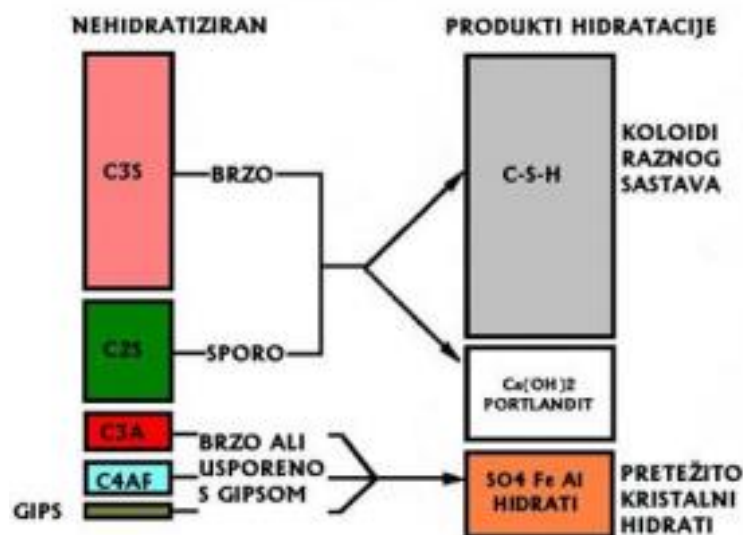 NEHIDRATIZIRAN
PRODUKTI HIDRATACIJE
C3S
BRZO
C-S-H
KOLOIDI
RAZNOG
SASTAVA
C2S
SPORO
Ca(OH)2
PORTLANDIT
C3A
BRZO ALI
USPORENO
S GIPSOM
C4AF
GIPS
SO4 Fe Al
HIDRATI
PRETEŽITO
KRISTALNI
HIDRATI